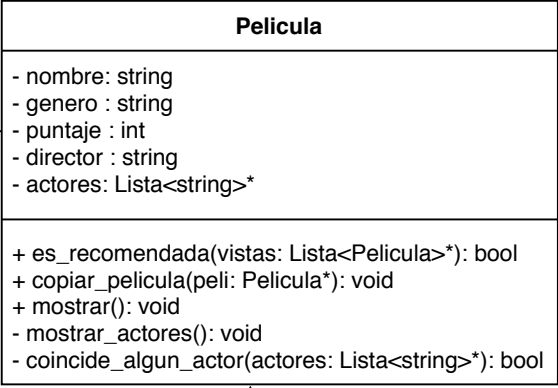 Pelicula
- nombre: string
- genero : string
- puntaje : int
- director : string
- actores: Lista<string>*
+ es_recomendada(vistas: Lista<Pelicula>*): bool
+ copiar_pelicula(peli: Pelicula*): void
+ mostrar(): void
- mostrar_actores(): void
- coincide_algun_actor(actores: Lista<string>*): bool